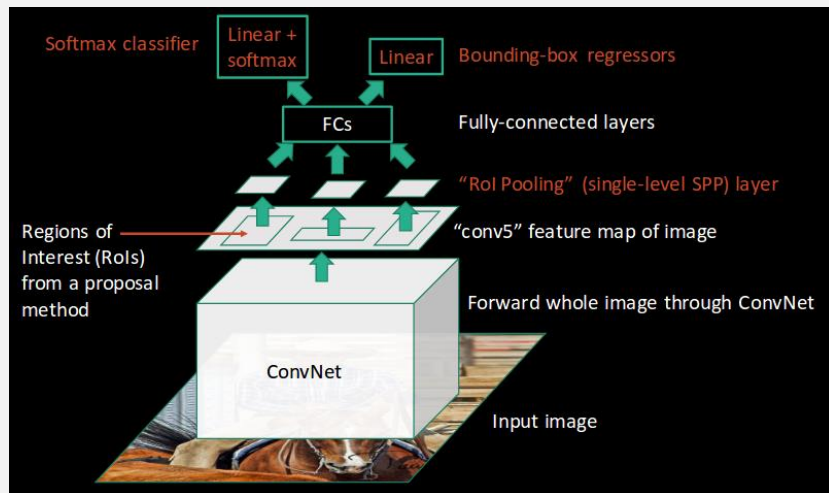 Softmax classifier
Linear +
softmax
Linear
Bounding-box regressors
FCs
Fully-connected layers
“RoI Pooling” (single-level SPP) layer
Regions of
Interest (RoIs)
from a proposal
method
“conv5” feature map of image
Forward whole image through ConvNet
ConvNet
Input image